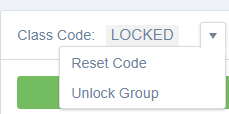 Class Code: LOCKED
Reset Code
Unlock Group